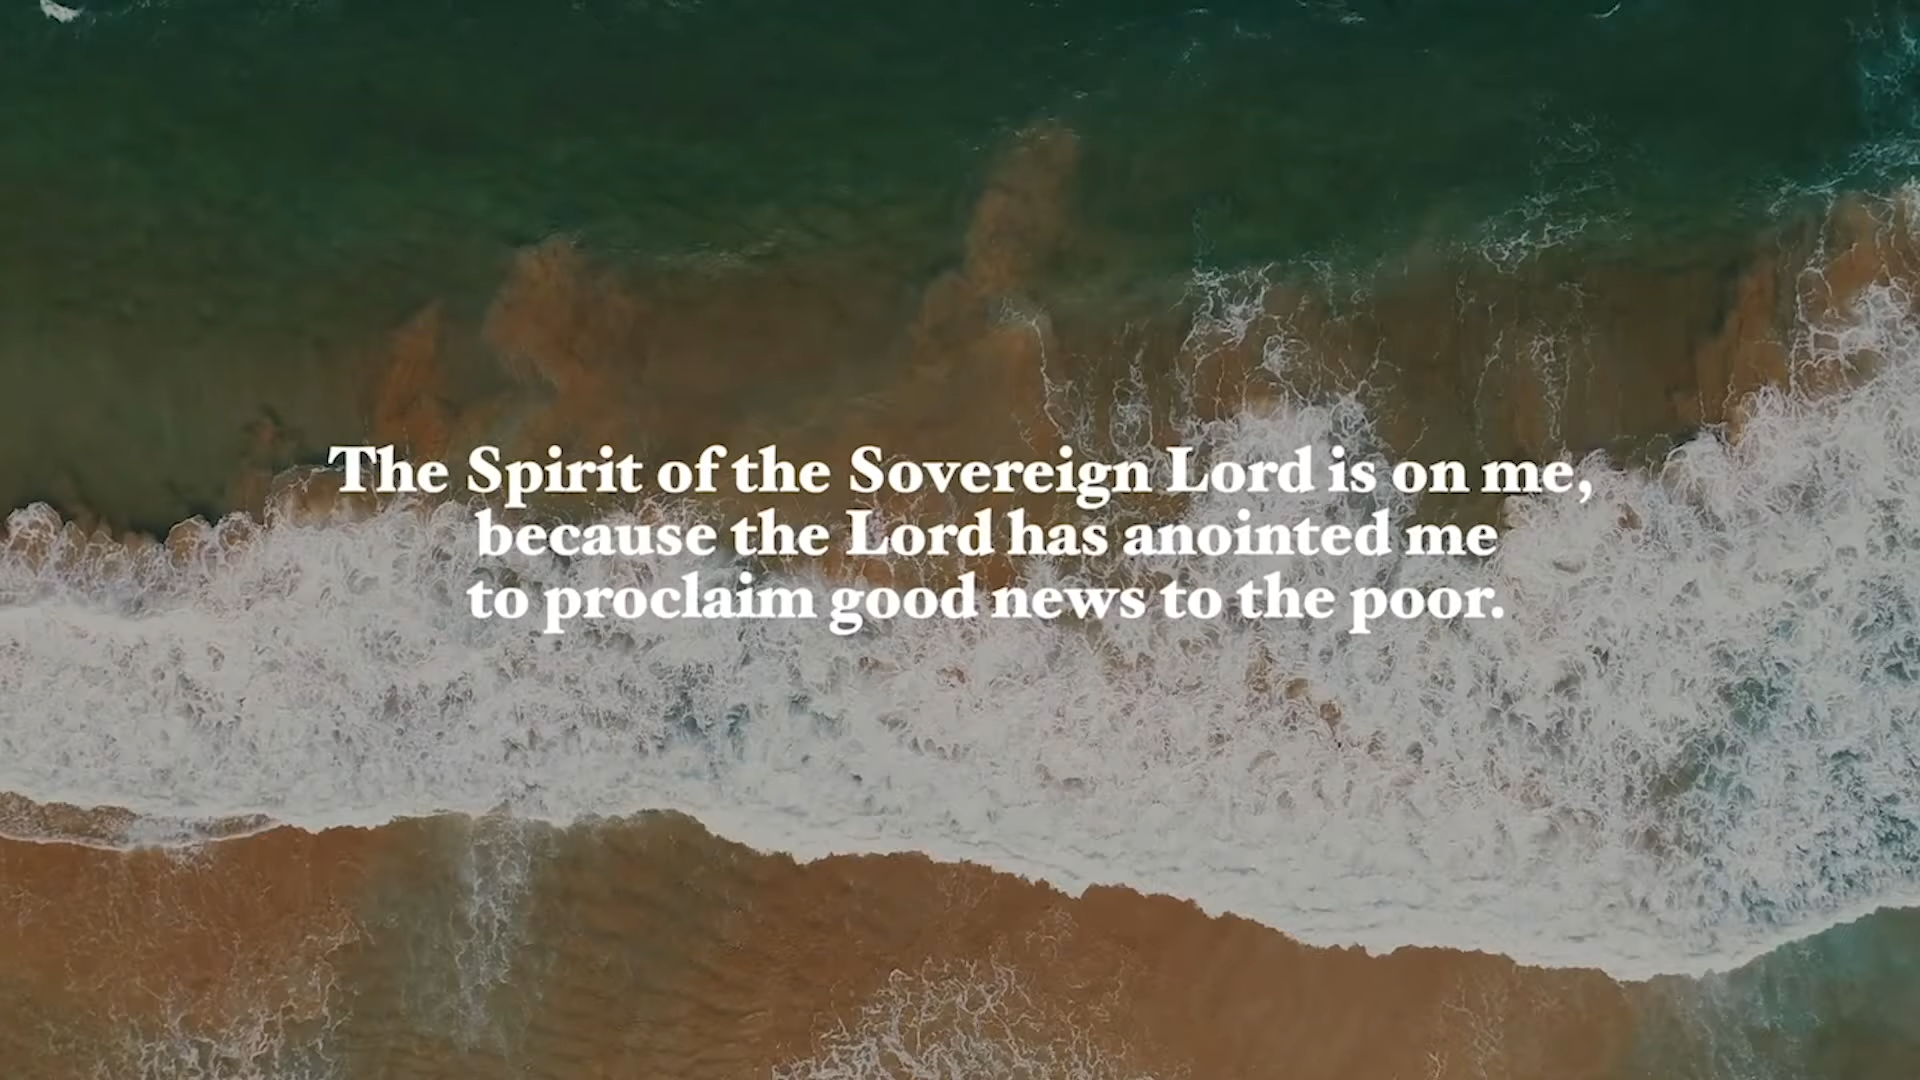 The Spirit of the Sovereign Lord is on me,
because the Lord has anointed me
to proclaim good news to the poor.